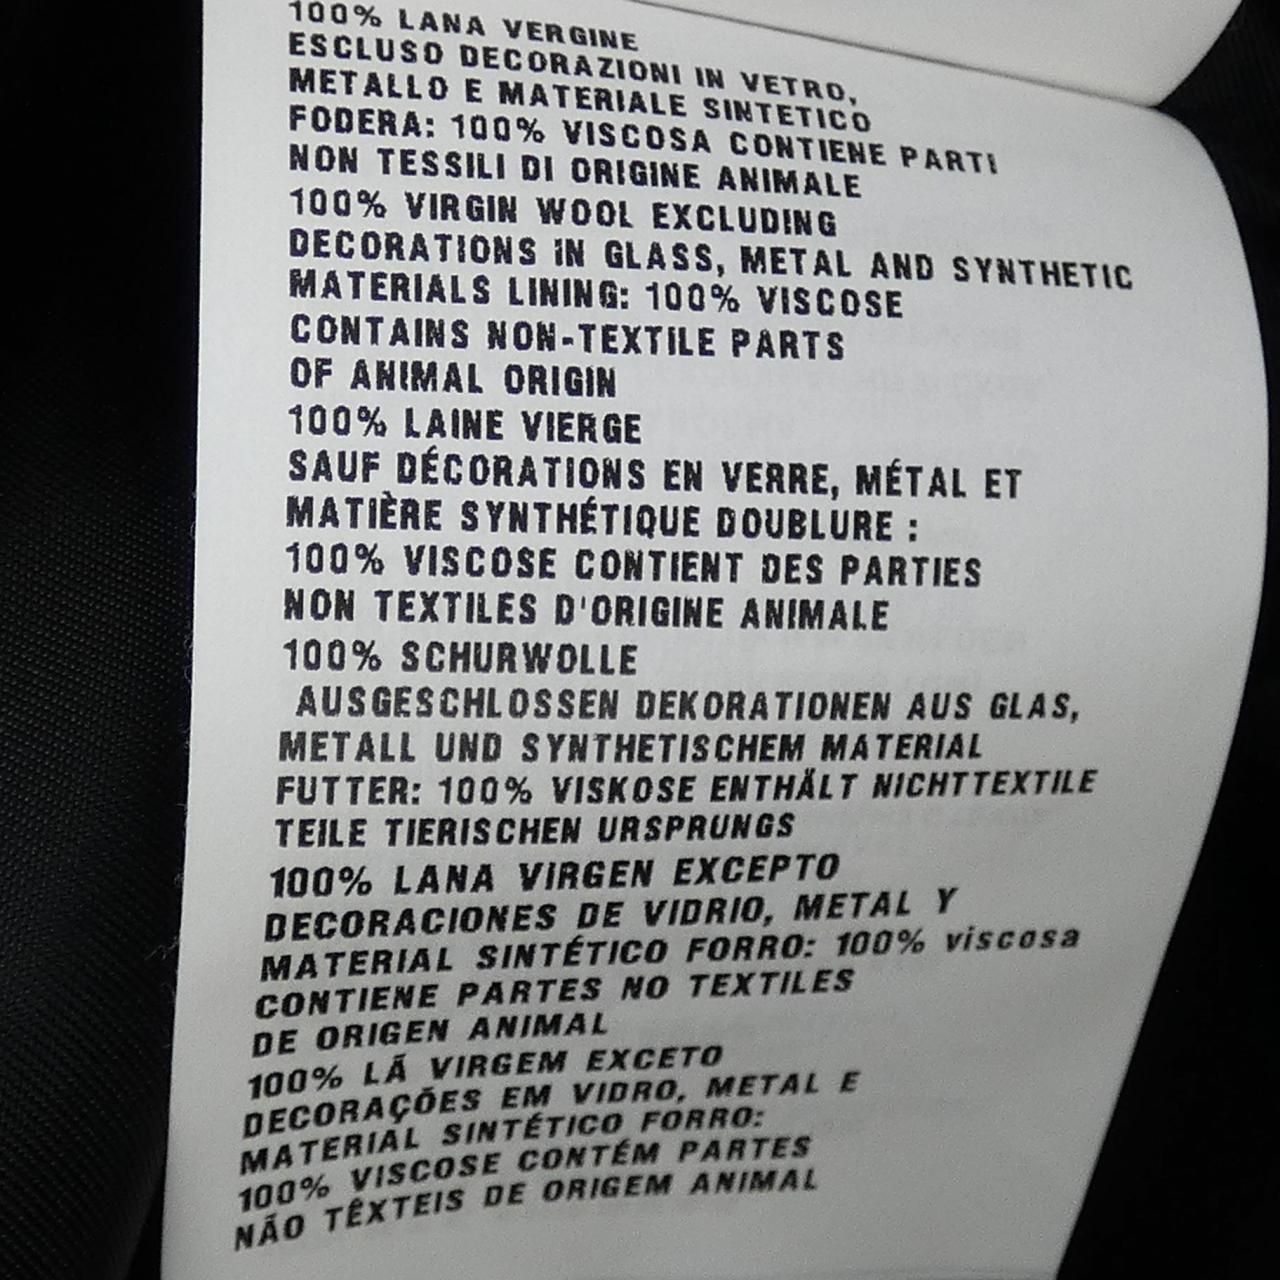 100% LANA VERGINE
ESCLUSO DECORAZIONI IN VETRO,
METALLO E MATERIALE SINTETICO
FODERA: 100% VISCOSA CONTIENE PARTI
NON TESSILI DI ORIGINE ANIMALE
100% VIRGIN WOOL EXCLUDING
DECORATIONS IN GLASS, METAL AND SYNTHETIC
MATERIALS LINING: 100% VISCOSE
CONTAINS NON-TEXTILE PARTS
OF ANIMAL ORIGIN
100% LAINE VIERGE
SAUF DÉCORATIONS EN VERRE, MÉTAL ET
MATIÈRE SYNTHÉTIQUE DOUBLURE :
100% VISCOSE CONTIENT DES PARTIES
NON TEXTILES D'ORIGINE ANIMALE
100% SCHURWOLLE
AUSGESCHLOSSEN DEKORATIONEN AUS GLAS,
METALL UND SYNTHETISCHEM MATERIAL
FUTTER: 100% VISKOSE ENTHÄLT NICHTTEXTILE
TEILE TIERISCHEN URSPRUNGS
100% LANA VIRGEN EXCEPTO
DECORACIONES DE VIDRIO, METAL Y
MATERIAL SINTÉTICO FORRO: 100% viscosa
CONTIENE PARTES NO TEXTILES
DE ORIGEN ANIMAL
100% LÃ VIRGEM EXCETO
DECORAÇÕES EM VIDRO, METAL E
MATERIAL SINTÉTICO FORRO:
100% VISCOSE CONTÉM PARTES
NÃO TÊXTEIS DE ORIGEM ANIMAL